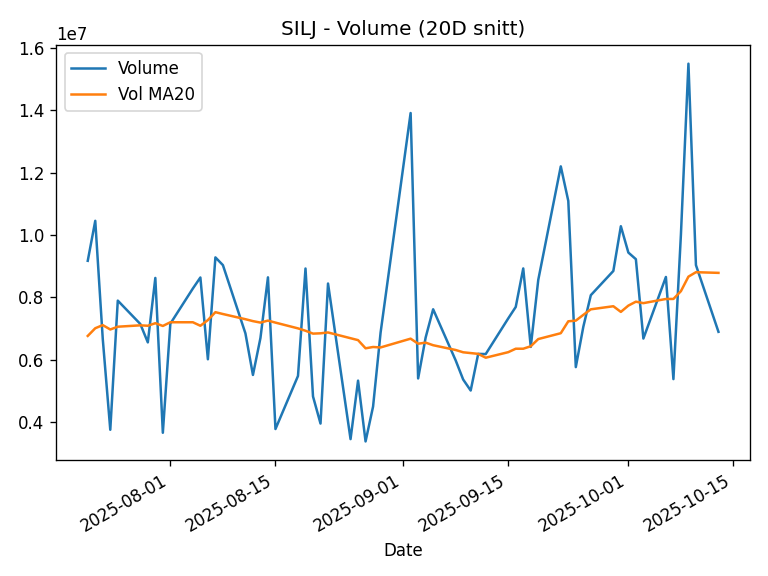 SILJ - Volume (20D snitt)
1e7
Volume
Vol MA20
1.6
1.4
1.2
1.0
0.8
0.6
0.4
2025-08-01
2025-08-15
2025-09-01
2025-09-15
2025-10-01
2025-10-15
Date